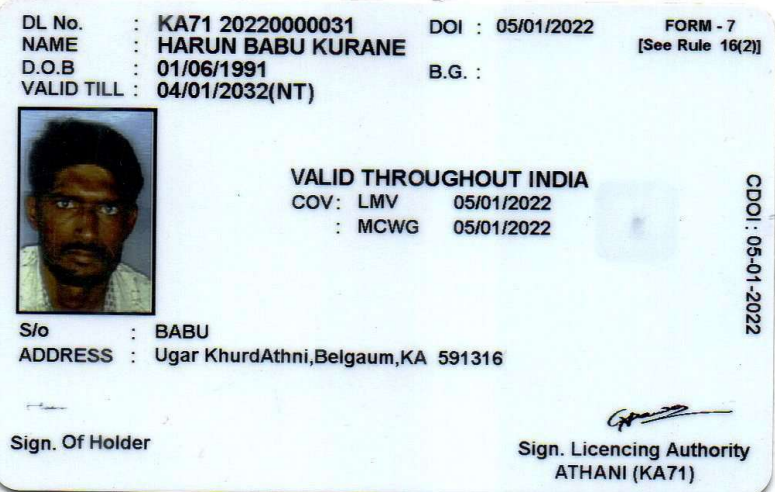 DL No. : KA71 20220000031 DOI : 05/01/2022 FORM - 7
NAME : HARUN BABU KURANE [See Rule 16(2)]
D.O.B : 01/06/1991 B.G. :
VALID TILL : 04/01/2032(NT)
VALID THROUGHOUT INDIA
COV: LMV 05/01/2022
: MCWG 05/01/2022
CDOI: 05-01-2022
S/o : BABU
ADDRESS : Ugar KhurdAthni,Belgaum,KA 591316
Sign. Of Holder
Sign. Licencing Authority
ATHANI (KA71)